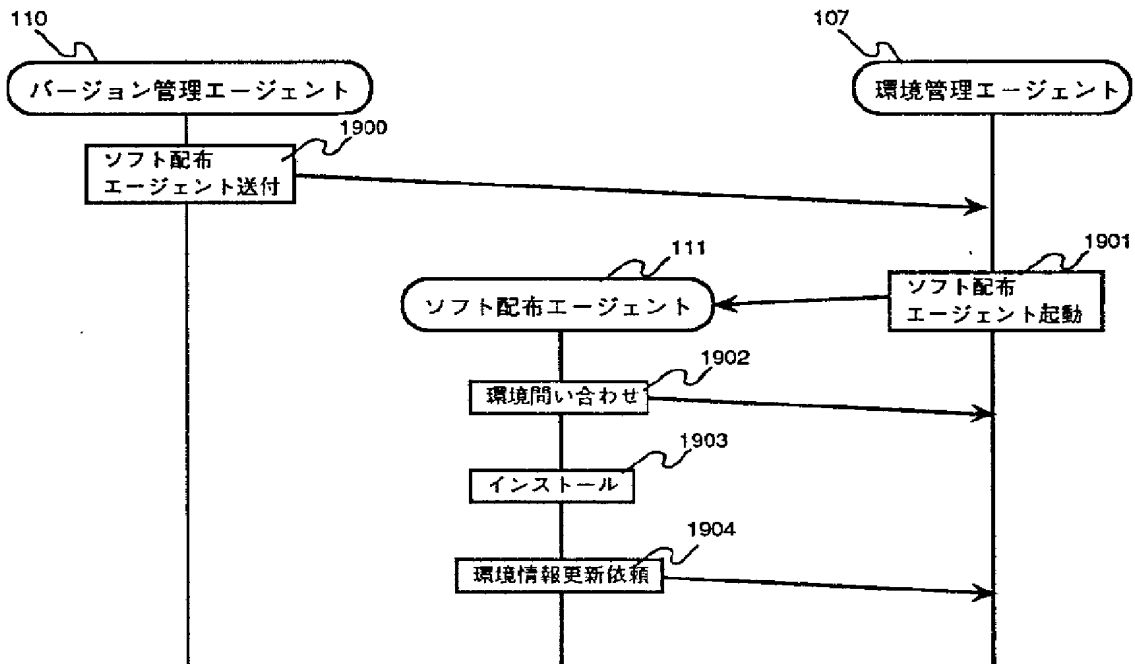 110
107
バージョン管理エージェント
環境管理エージェント
1900
ソフト配布
エージェント送付
1901
ソフト配布
エージェント起動
111
ソフト配布エージェント
1902
環境問い合わせ
1903
インストール
1904
環境情報更新依頼